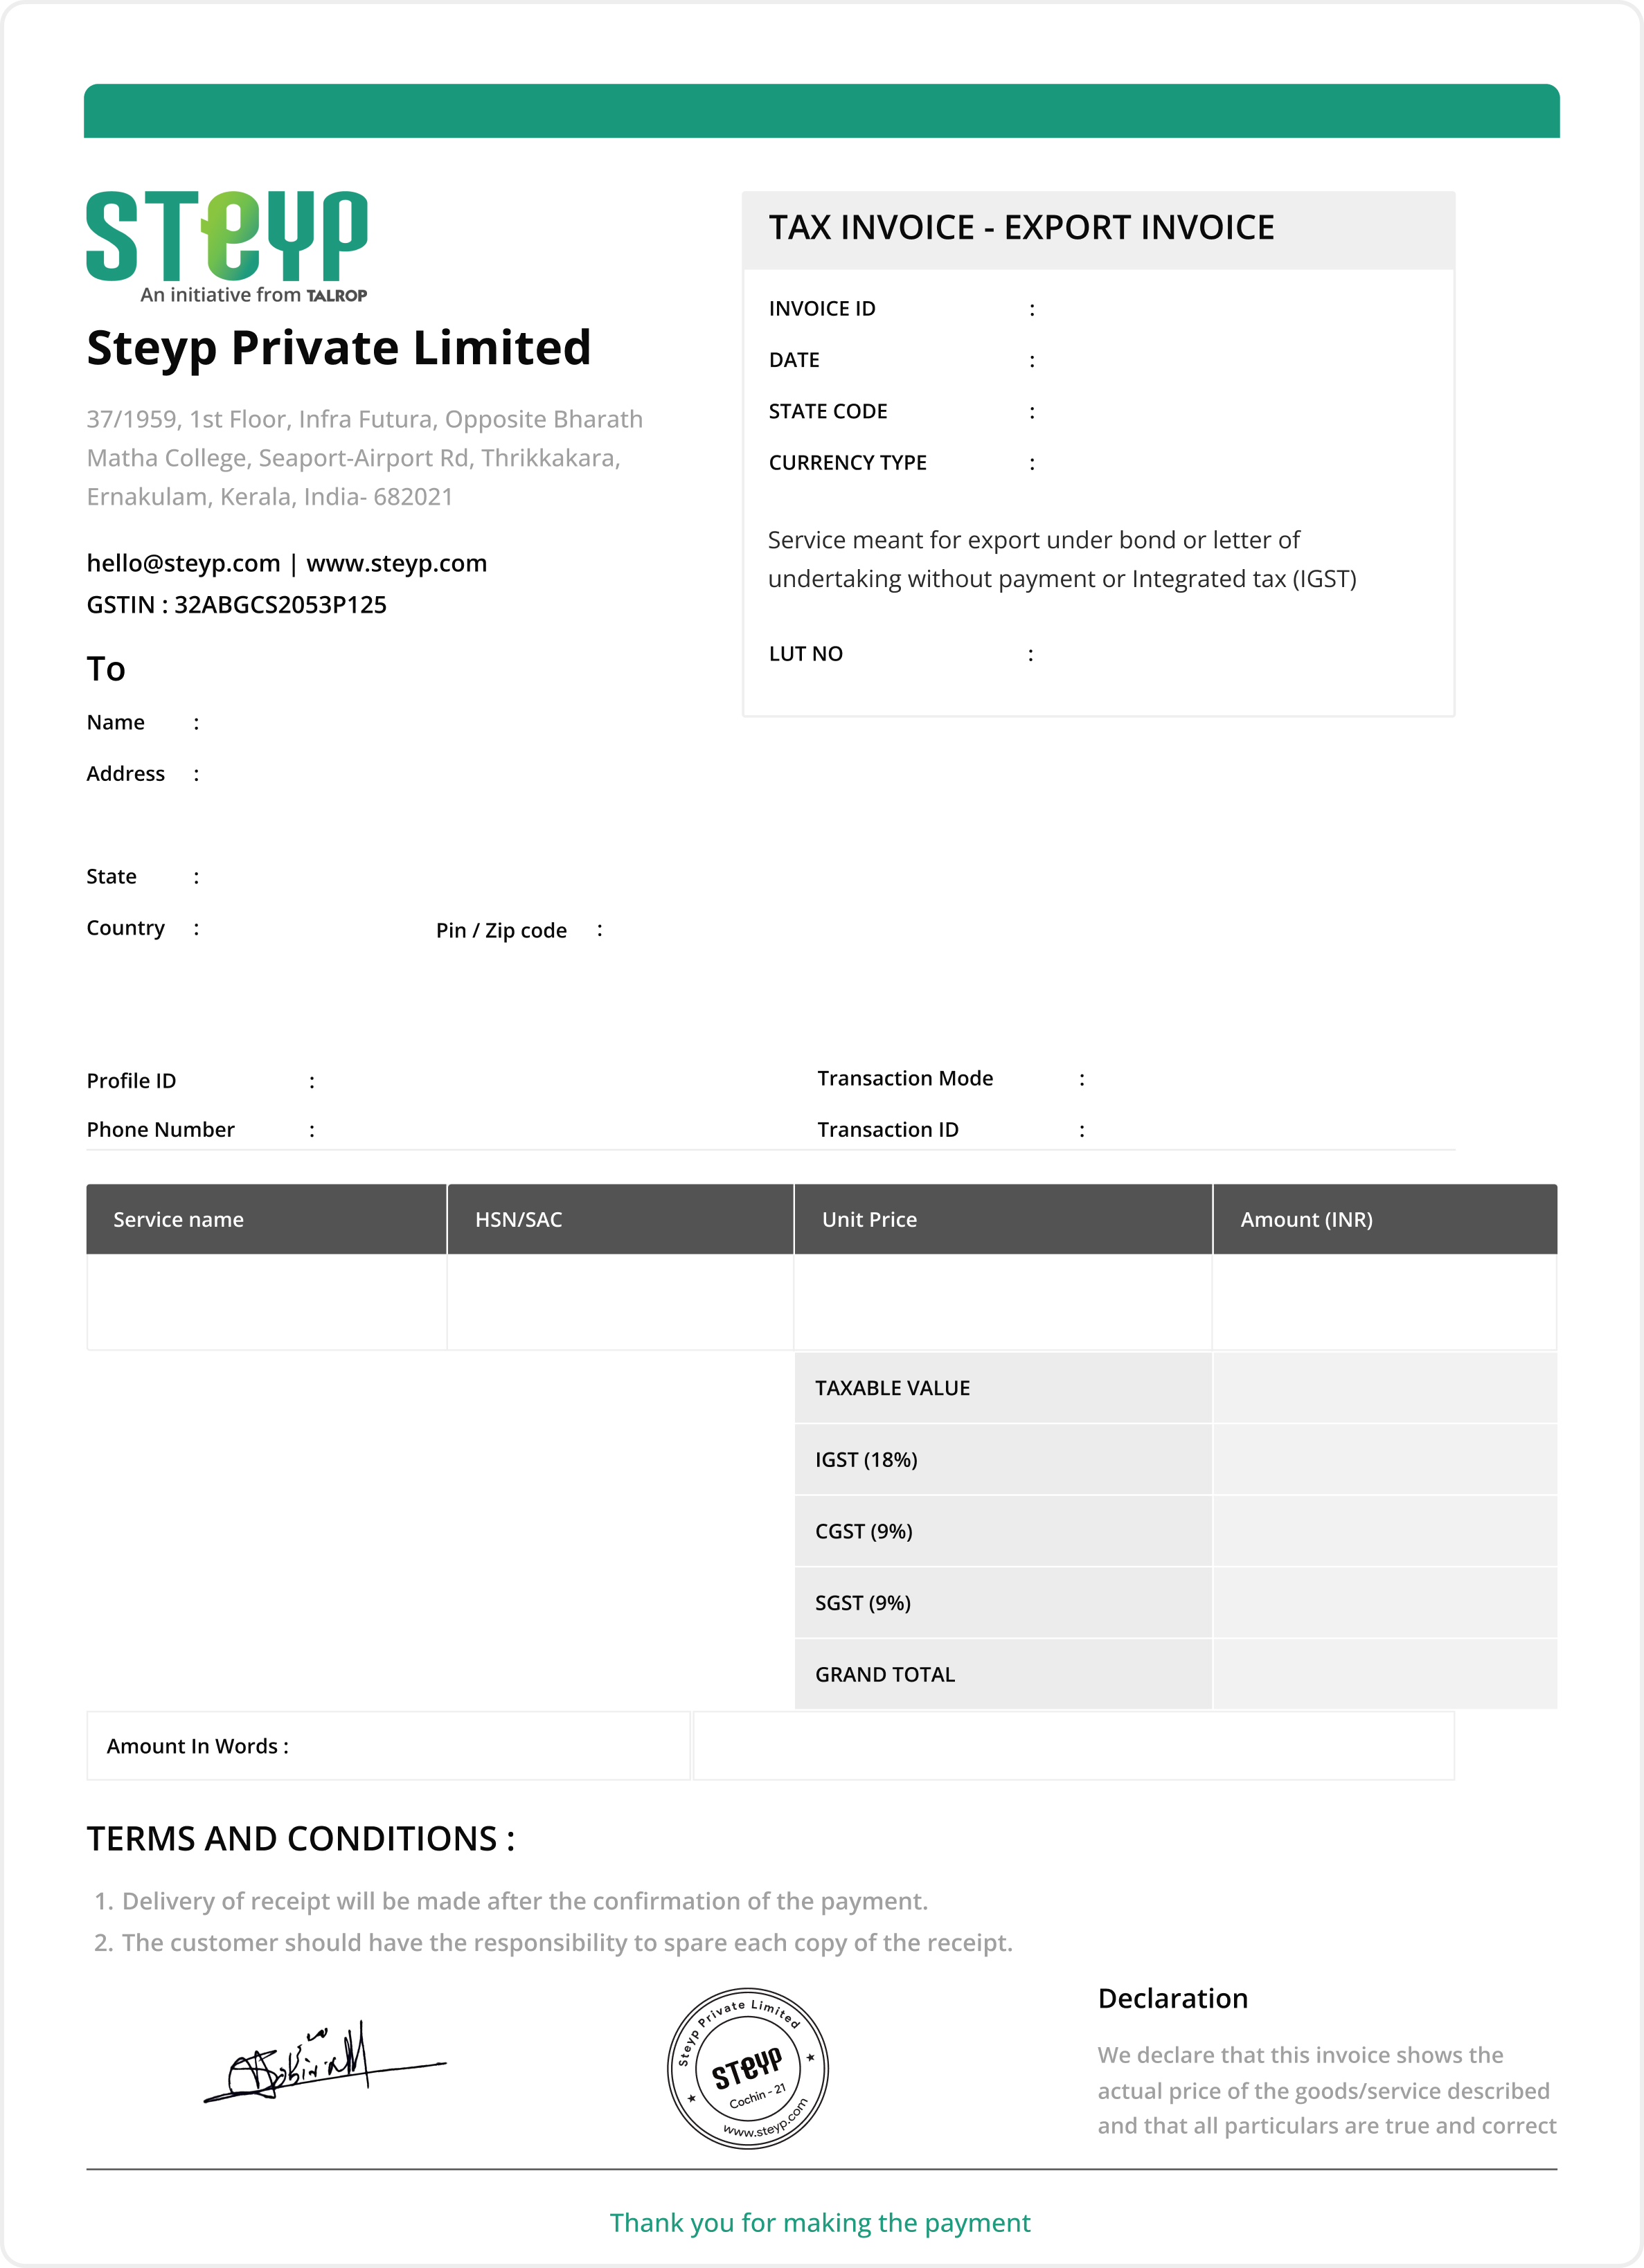 STeYP
An initiative from TALROP
Steyp Private Limited
37/1959, 1st Floor, Infra Futura, Opposite Bharath
Matha College, Seaport-Airport Rd, Thrikkakara,
Ernakulam, Kerala, India- 682021
hello@steyp.com | www.steyp.com
GSTIN : 32ABGCS2053P125
TAX INVOICE - EXPORT INVOICE
INVOICE ID :
DATE :
STATE CODE :
CURRENCY TYPE :
Service meant for export under bond or letter of
undertaking without payment or Integrated tax (IGST)
LUT NO :
To
Name :
Address :
State :
Country : Pin / Zip code :
Profile ID : Transaction Mode :
Phone Number : Transaction ID :
Service name HSN/SAC Unit Price Amount (INR)
TAXABLE VALUE
IGST (18%)
CGST (9%)
SGST (9%)
GRAND TOTAL
Amount In Words :
TERMS AND CONDITIONS :
1. Delivery of receipt will be made after the confirmation of the payment.
2. The customer should have the responsibility to spare each copy of the receipt.
Steyp Private Limited
STeYP
Cochin - 21
www.steyp.com
Declaration
We declare that this invoice shows the
actual price of the goods/service described
and that all particulars are true and correct
Thank you for making the payment